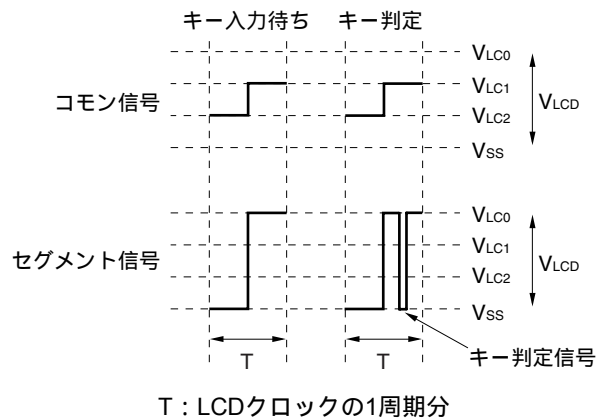 キー入力待ち キー判定
VLC0
VLC1
コモン信号 VLCD
VLC2
VSS
VLC0
VLC1
セグメント信号 VLCD
VLC2
VSS
T T キー判定信号
T：LCDクロックの1周期分